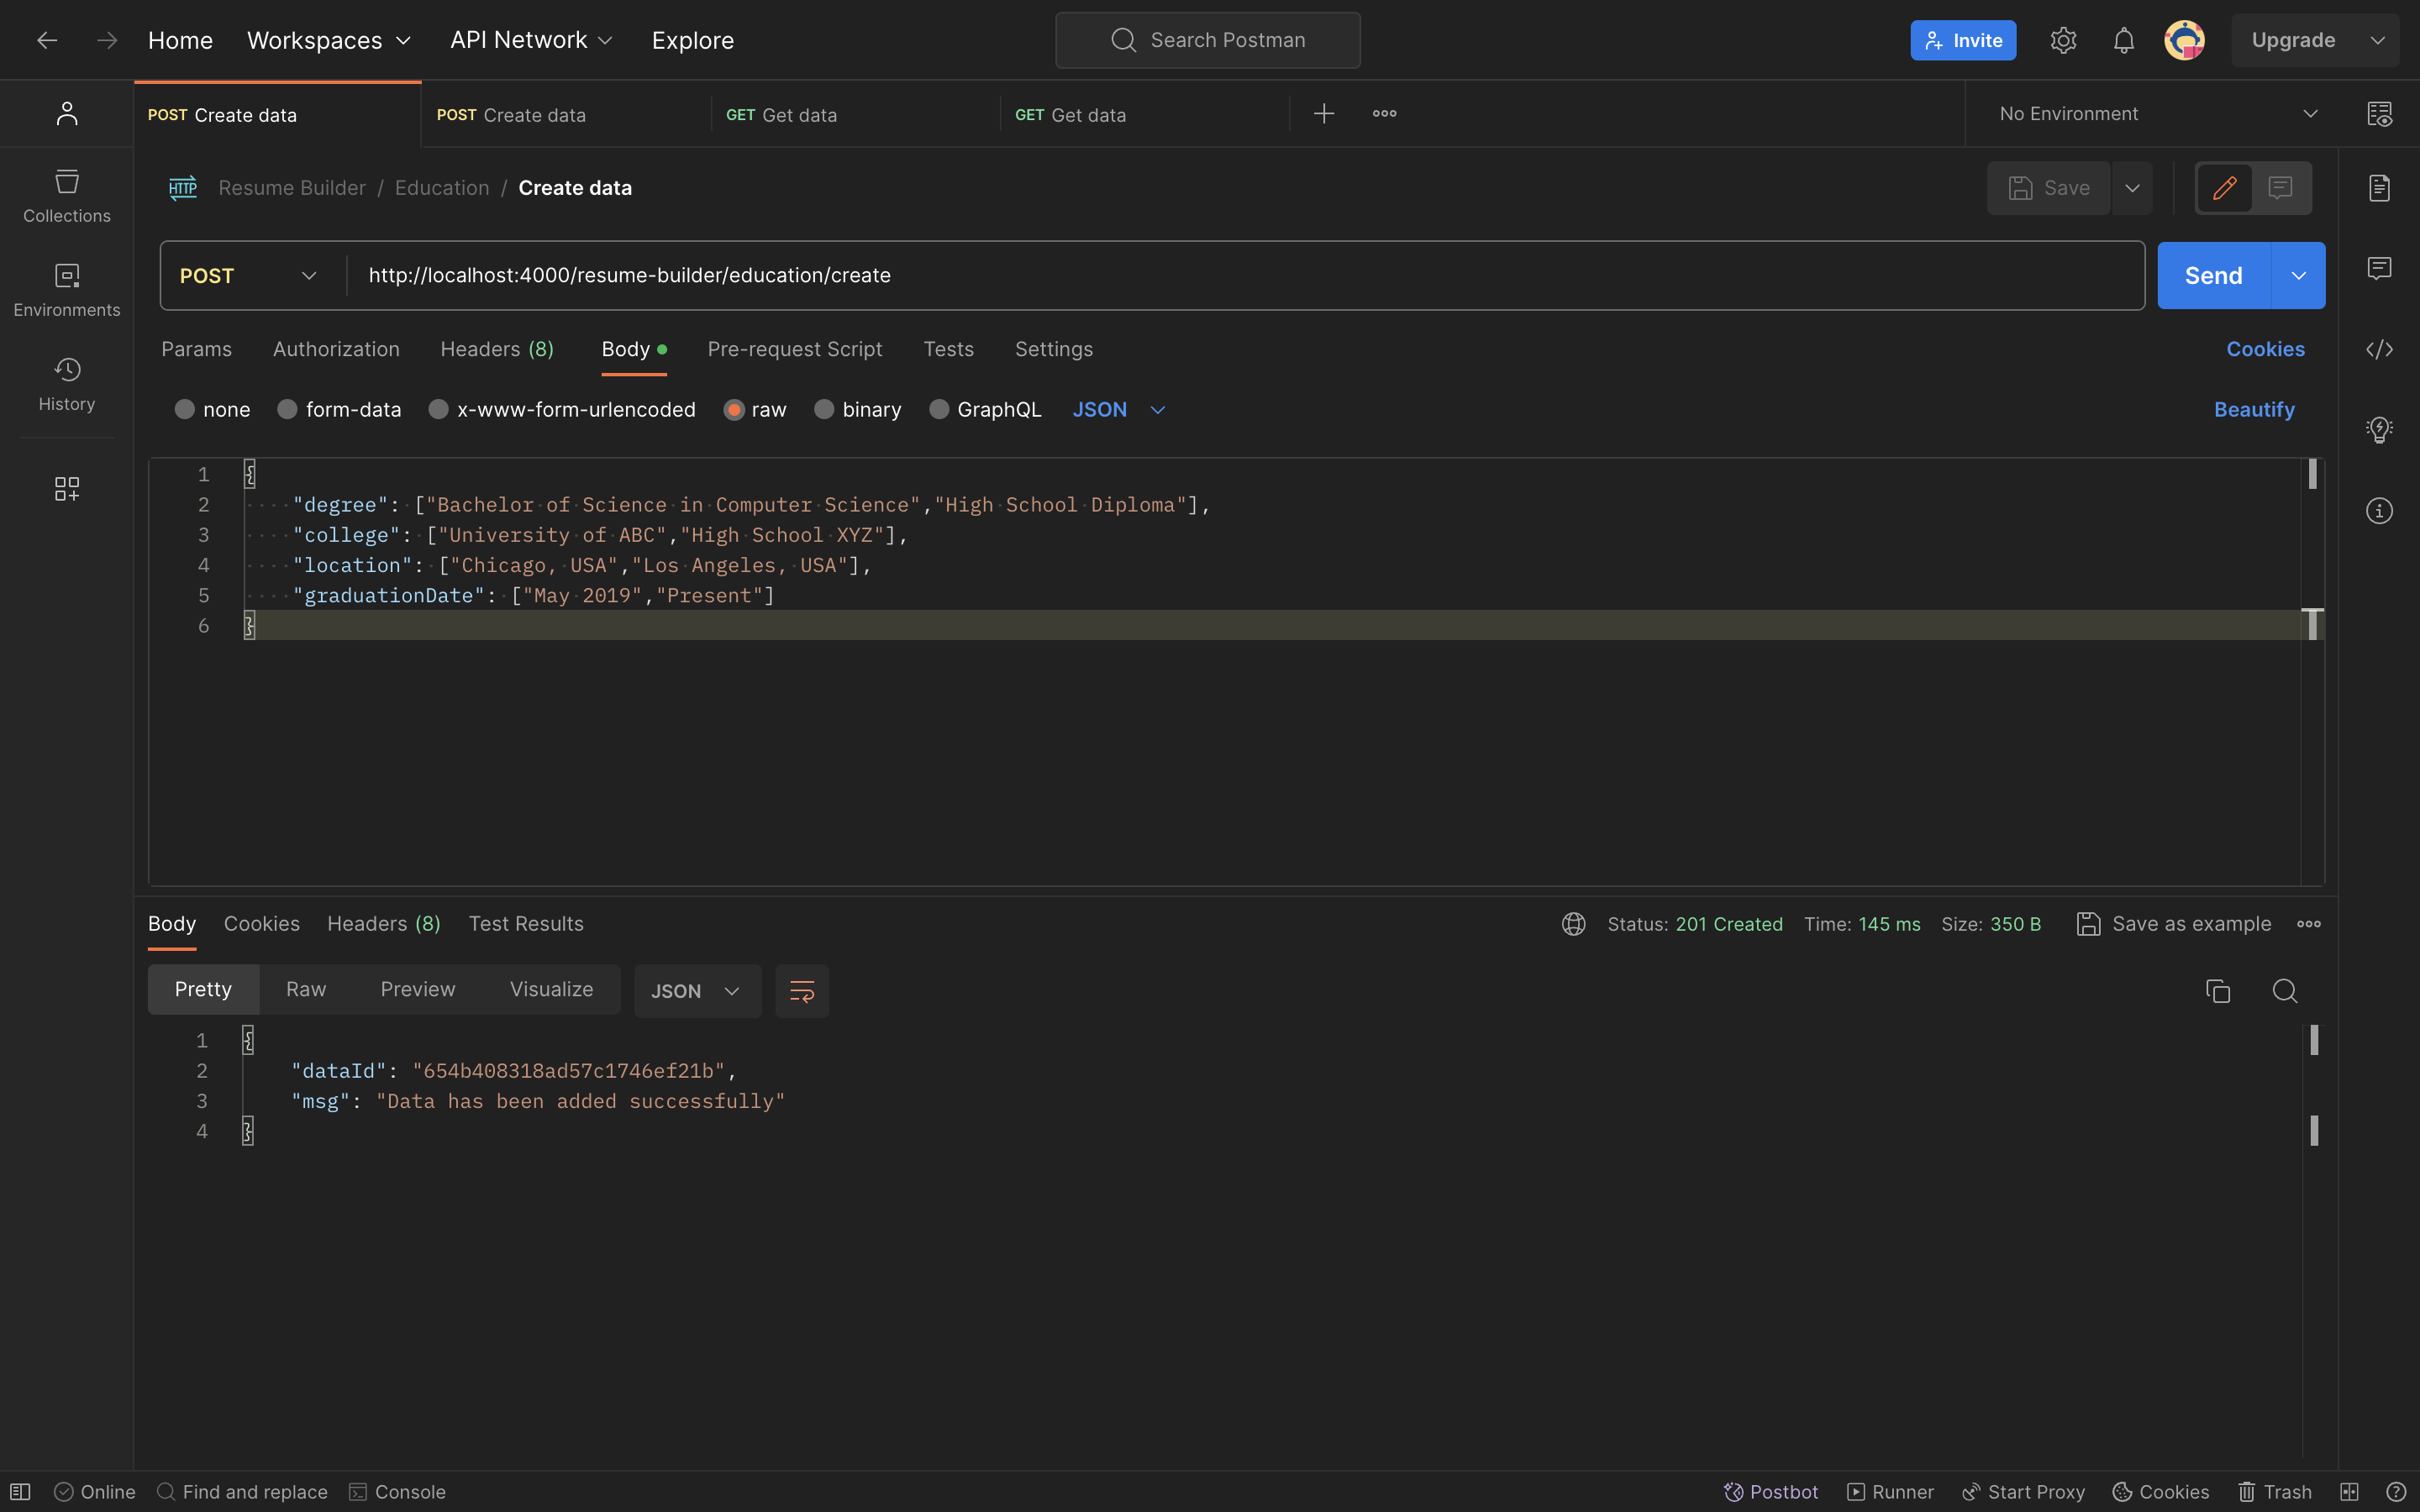 Home Workspaces API Network Explore Search Postman Invite Upgrade
POST Create data POST Create data GET Get data GET Get data No Environment
HTTP Resume Builder / Education / Create data Save
Collections
POST http://localhost:4000/resume-builder/education/create Send
Environments
Params Authorization Headers (8) Body Pre-request Script Tests Settings Cookies
History
none form-data x-www-form-urlencoded raw binary GraphQL JSON Beautify
1 {
2 "degree": ["Bachelor of Science in Computer Science","High School Diploma"],
3 "college": ["University of ABC","High School XYZ"],
4 "location": ["Chicago, USA","Los Angeles, USA"],
5 "graduationDate": ["May 2019","Present"]
6 }
Body Cookies Headers (8) Test Results Status: 201 Created Time: 145 ms Size: 350 B Save as example
Pretty Raw Preview Visualize JSON
1 {
2 "dataId": "654b408318ad57c1746ef21b",
3 "msg": "Data has been added successfully"
4 }
Online Find and replace Console Postbot Runner Start Proxy Cookies Trash